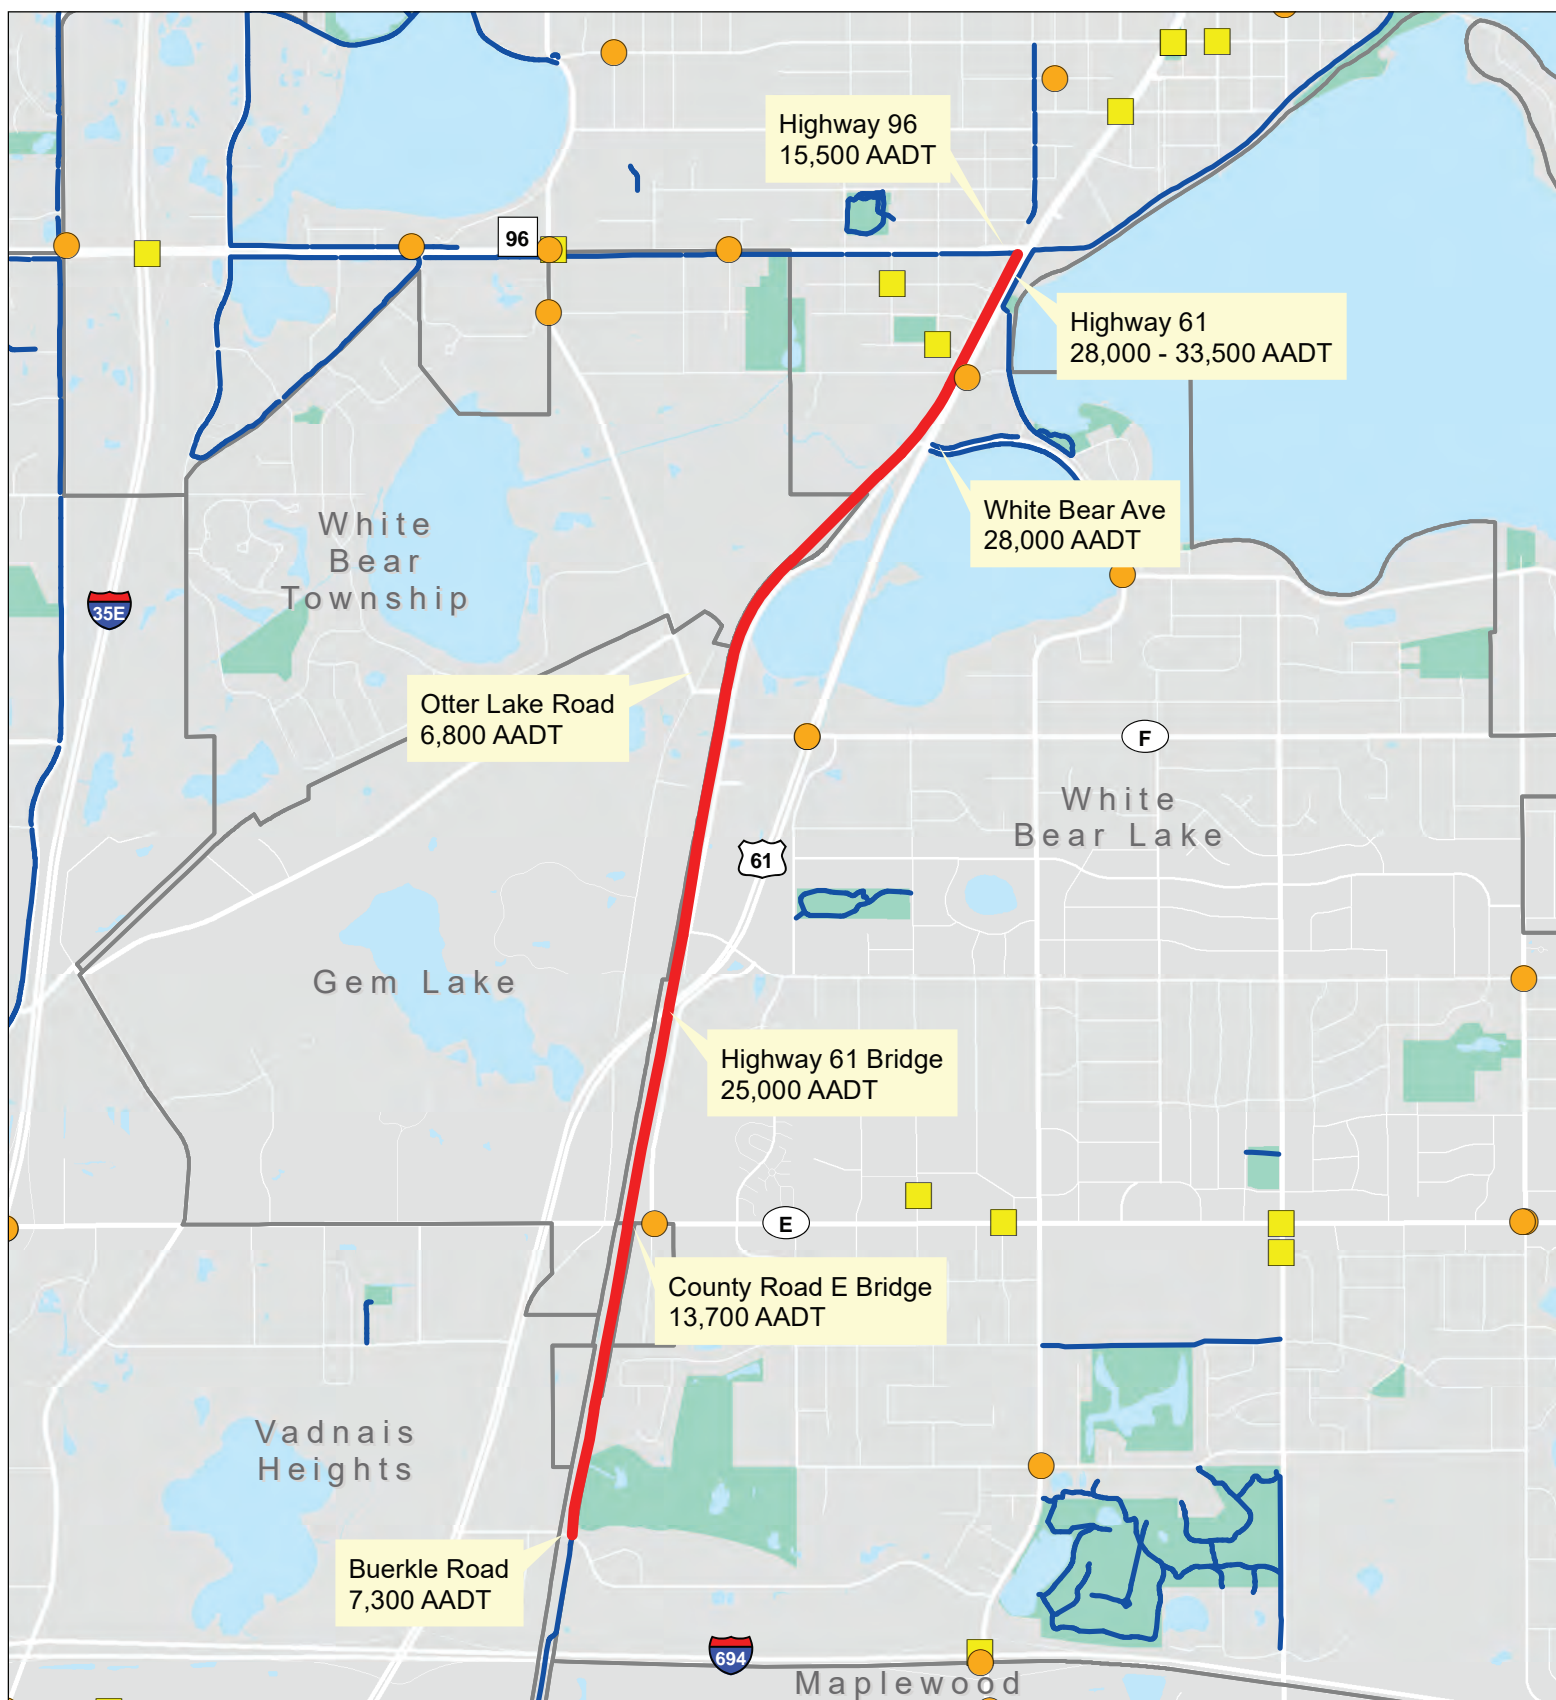 Highway 96
15,500 AADT
96
Highway 61
28,000 - 33,500 AADT
White Bear Ave
28,000 AADT
White
Bear
Township
35E
Otter Lake Road
6,800 AADT
F
White
Bear Lake
61
Gem Lake
Highway 61 Bridge
25,000 AADT
E
County Road E Bridge
13,700 AADT
Vadnais
Heights
Buerkle Road
7,300 AADT
694
Maplewood